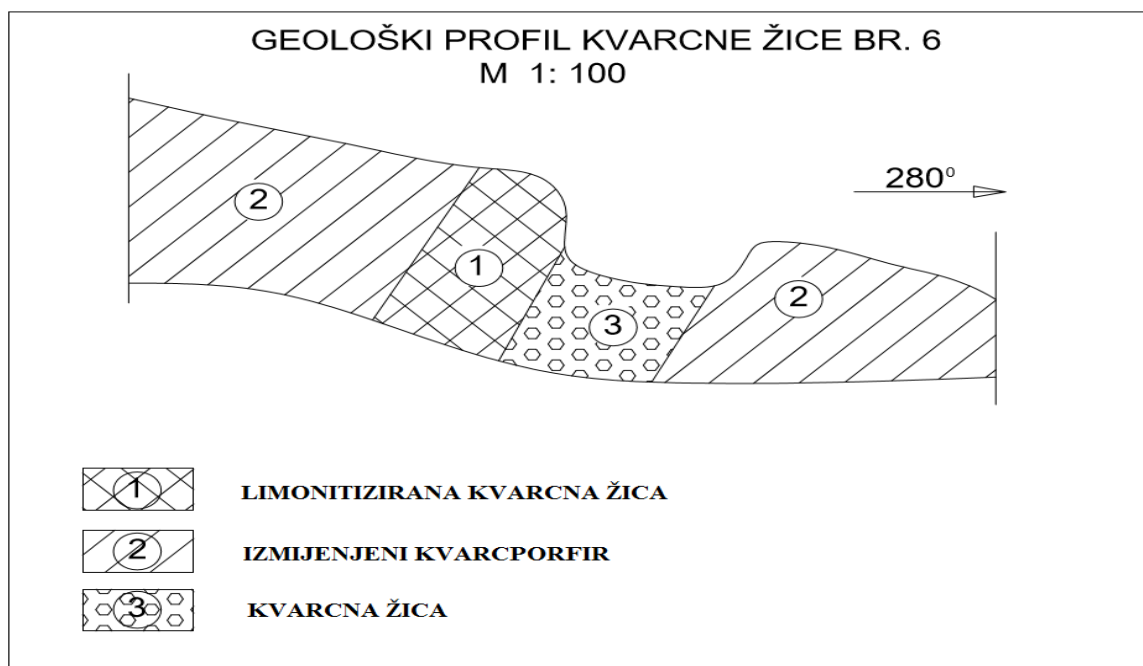 GEOLOŠKI PROFIL KVARCNE ŽICE BR. 6
M 1: 100
280⁰
2
1
3
2
1 LIMONITIZIRANA KVARCNA ŽICA
2 IZMIJENJENI KVARCPORFIR
3 KVARCNA ŽICA